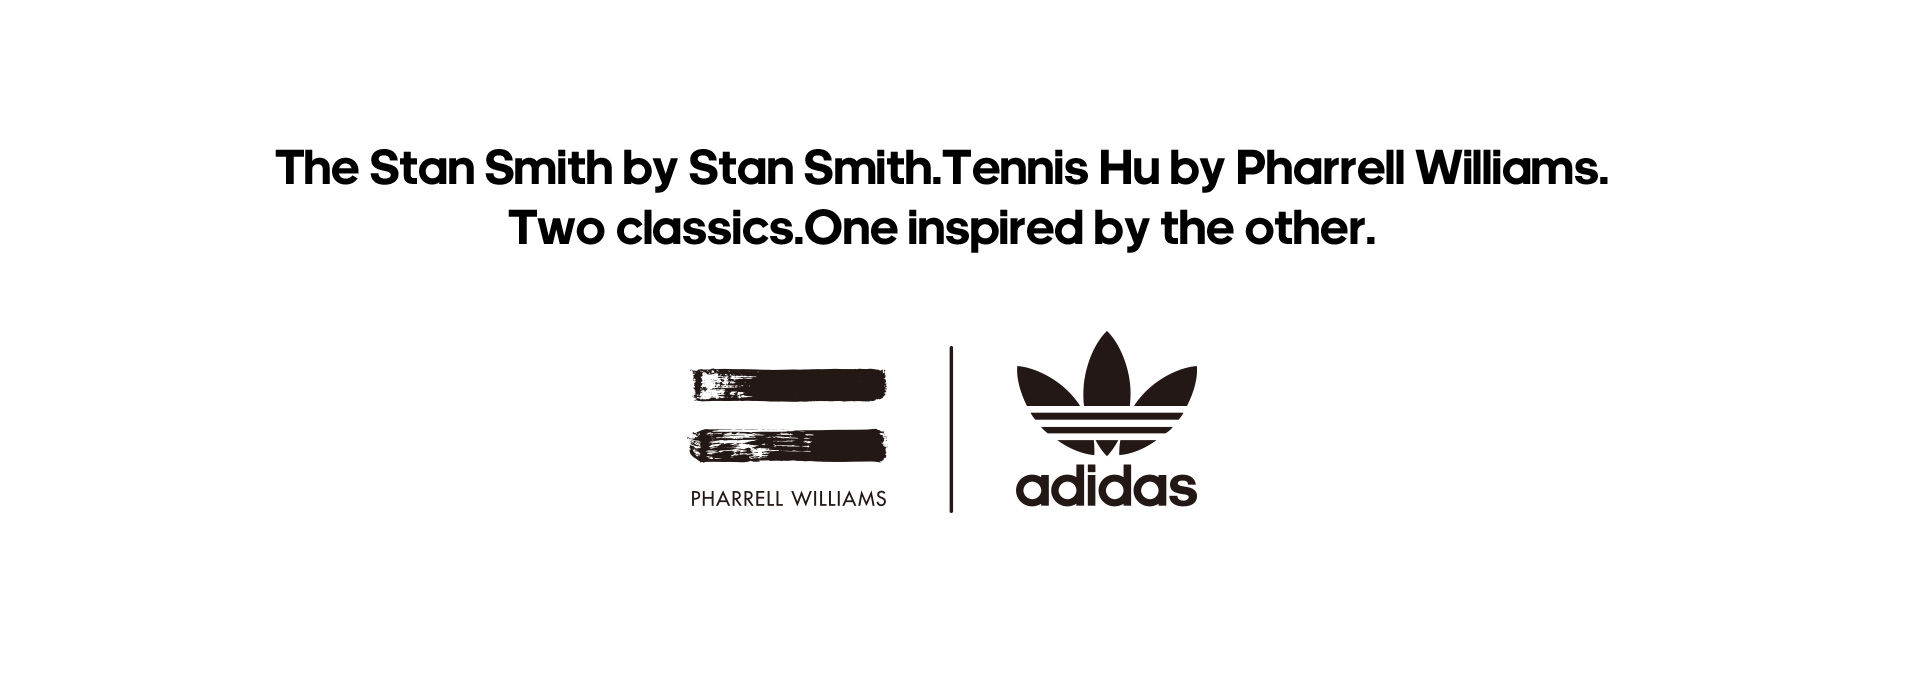 The Stan Smith by Stan Smith.Tennis Hu by Pharrell Williams.
Two classics.One inspired by the other.
PHARRELL WILLIAMS
adidas